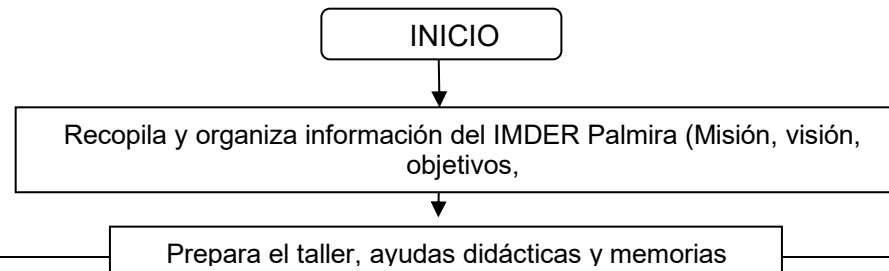 INICIO
Recopila y organiza información del IMDER Palmira (Misión, visión,
objetivos,
Prepara el taller, ayudas didácticas y memorias